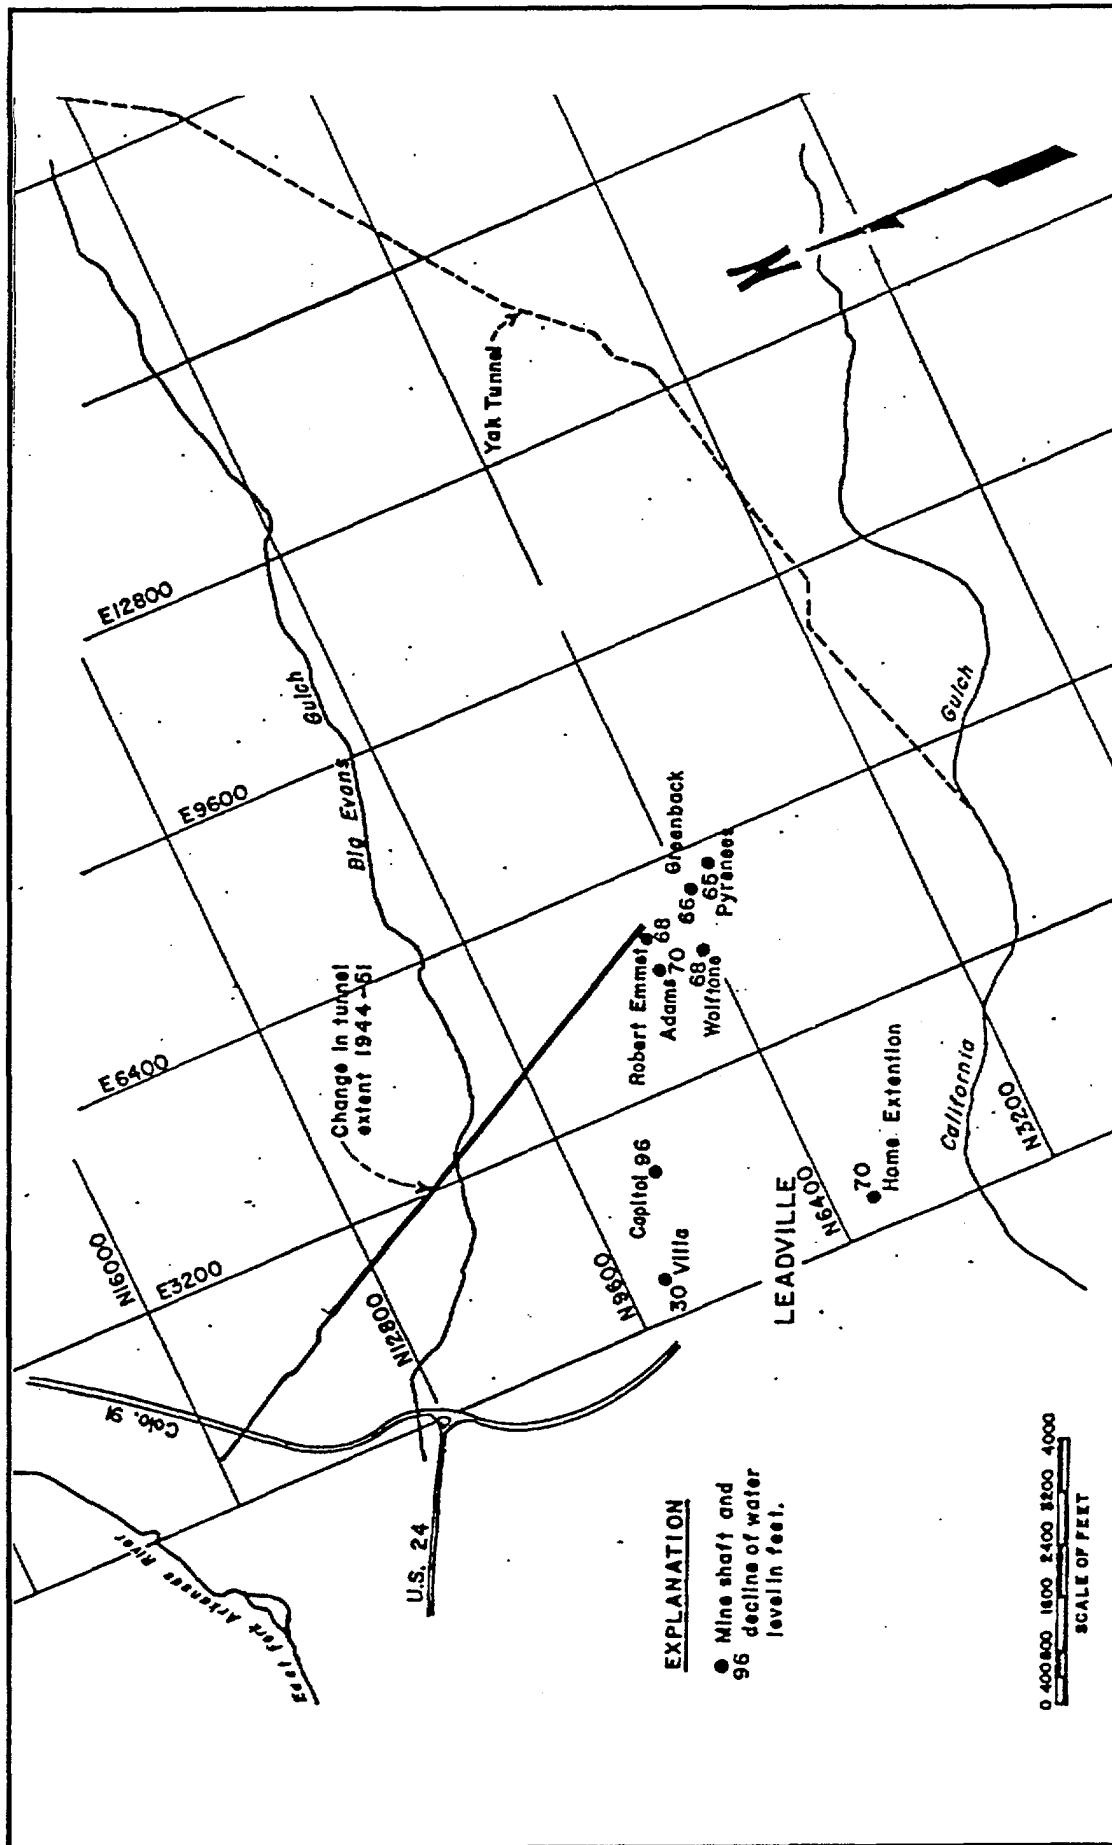 East Fork Arkansas River
Colo. 91
U.S. 24
N16000
N12800
N9600
N6400
N3200
E3200
E6400
E9600
E12800
Change in tunnel
extent 1944-51
Big Evans Gulch
Yak Tunnel
N
Robert Emmet
68
Adams 70
66 Greenback
65
Pyrenees
68
Wolftone
Capitol 96
30 Villa
LEADVILLE
70
Home Extention
California Gulch
EXPLANATION
Mine shaft and
96 decline of water
level in feet.
0 400 800 1600 2400 3200 4000
SCALE OF FEET